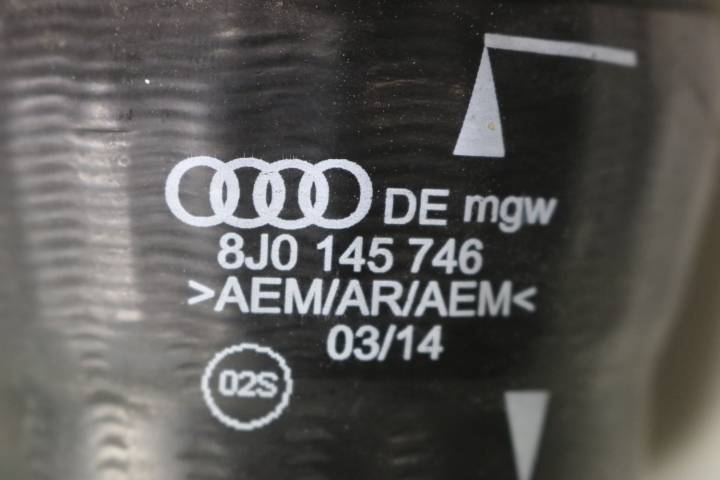 DE mgw
8J0 145 746
>AEM/AR/AEM<
03/14
02S